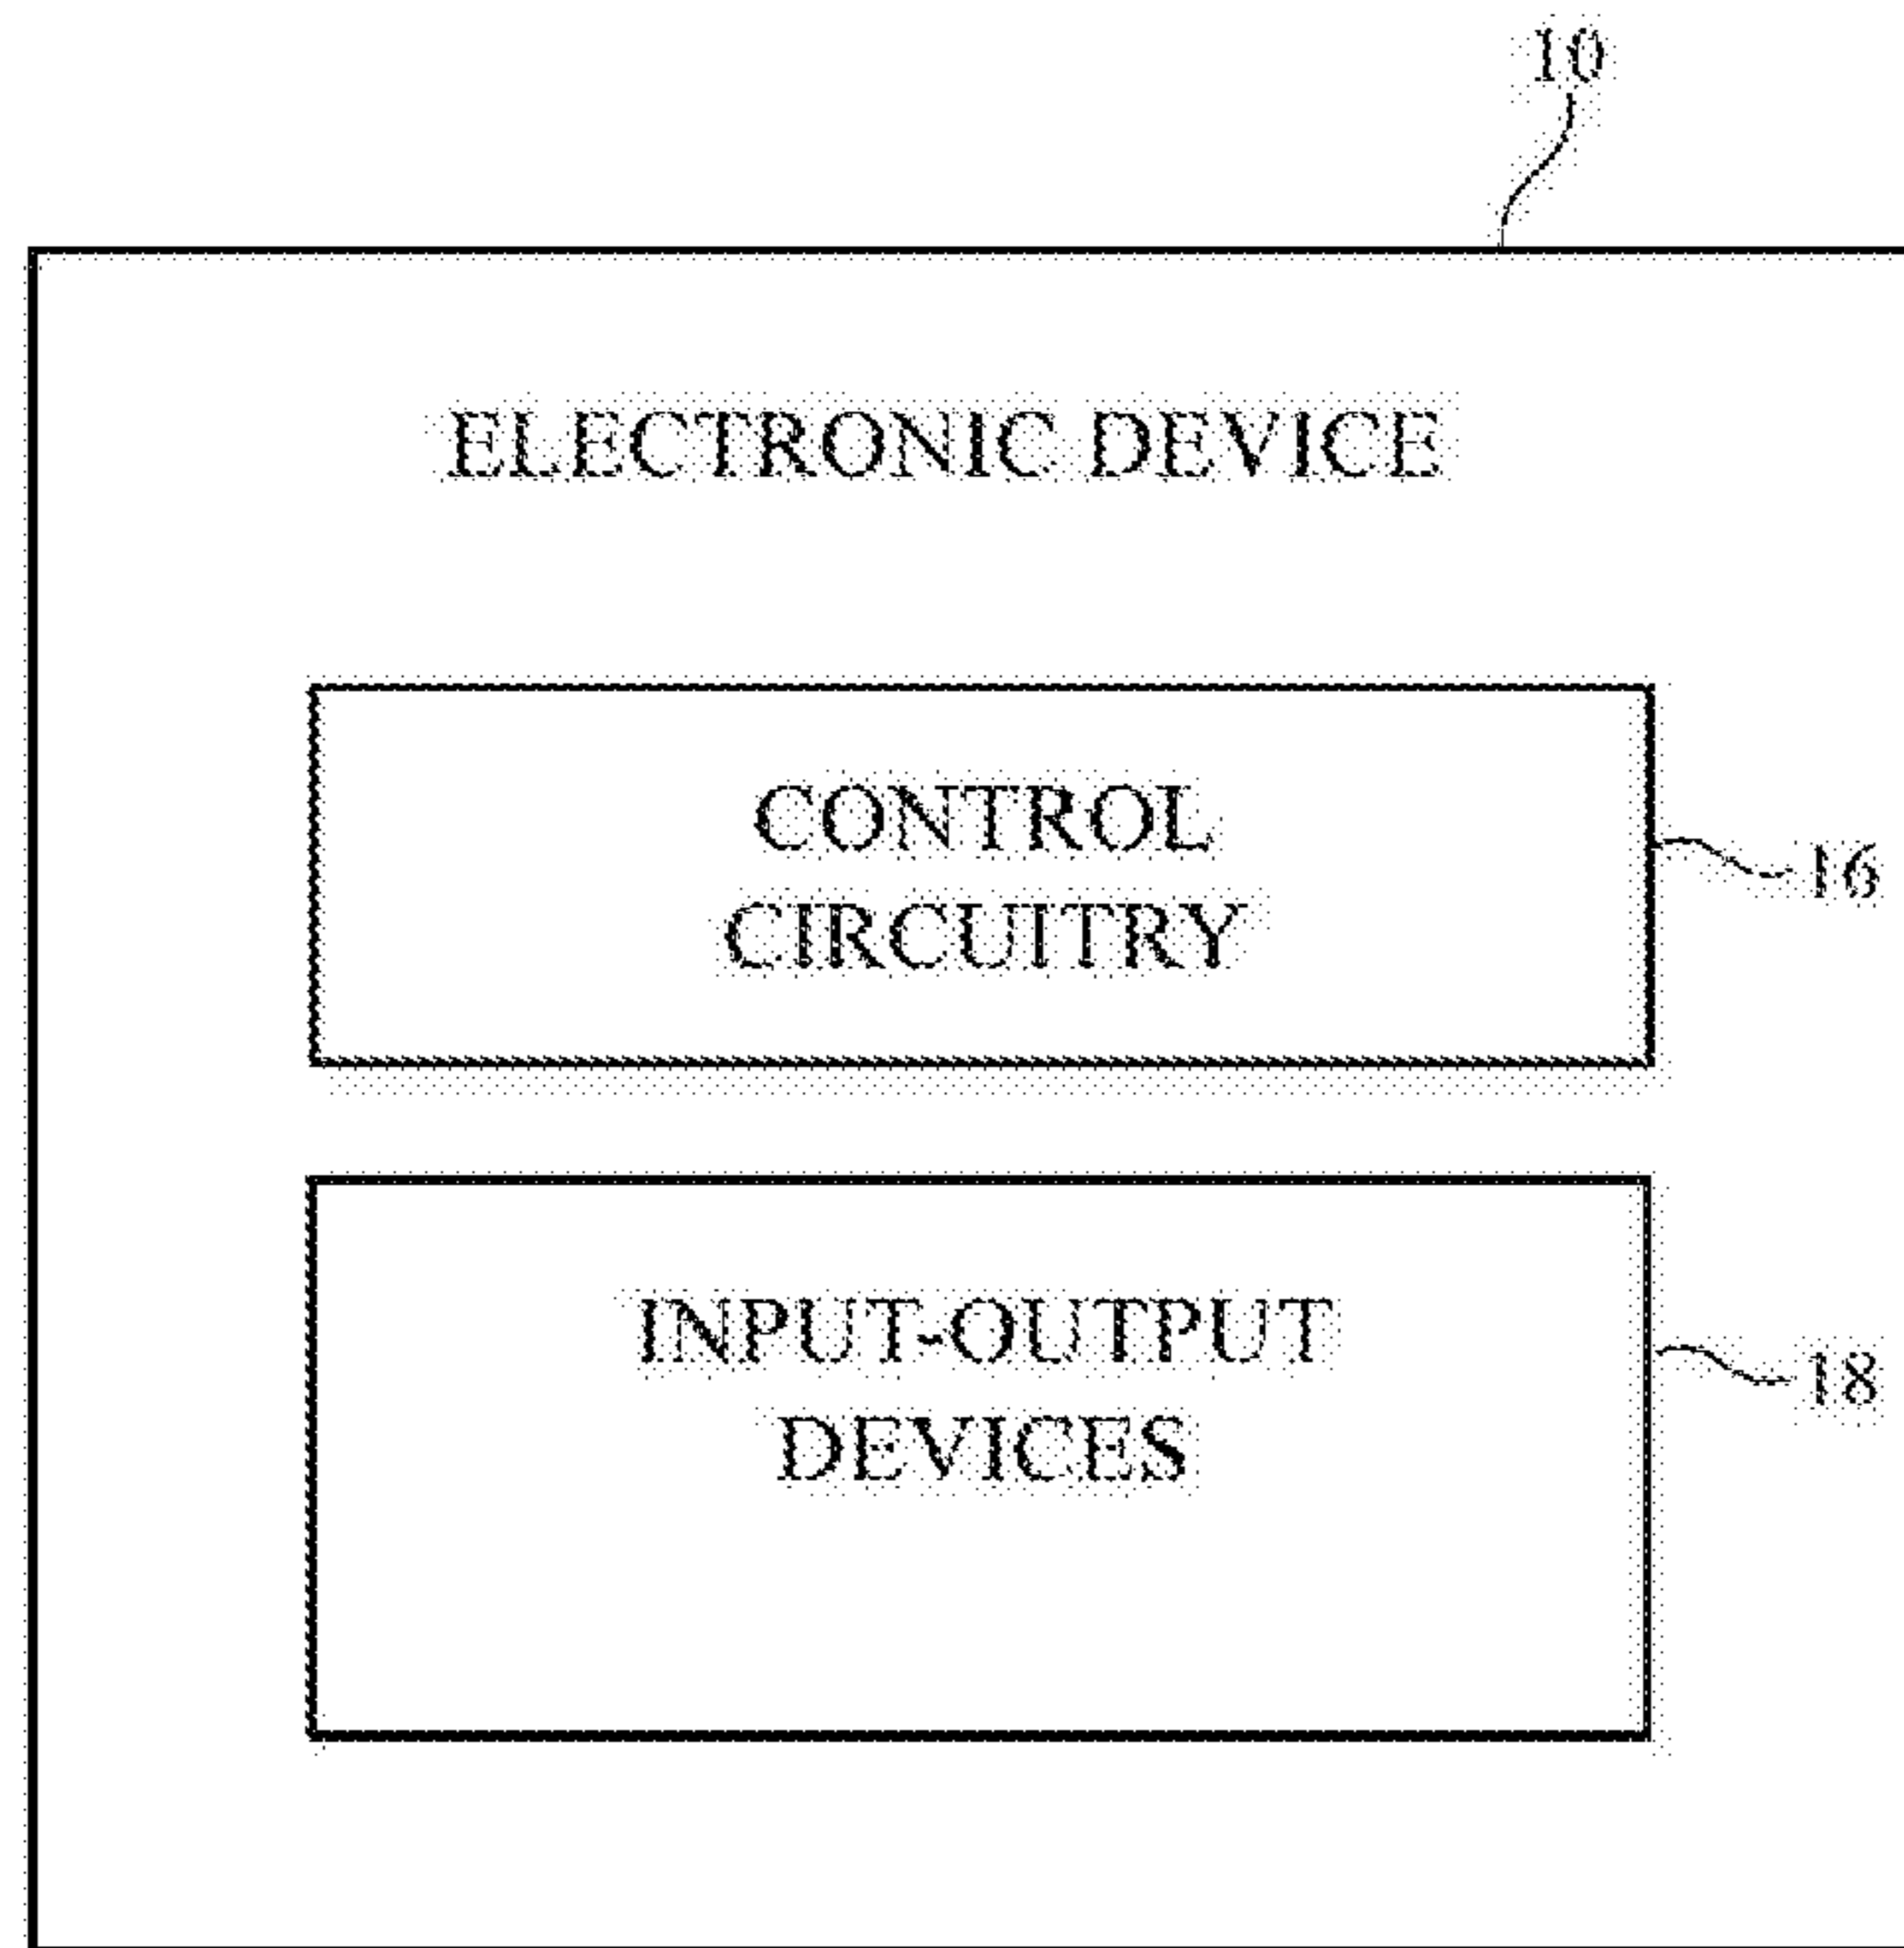 10
ELECTRONIC DEVICE
CONTROL
CIRCUITRY
16
INPUT-OUTPUT
DEVICES
18